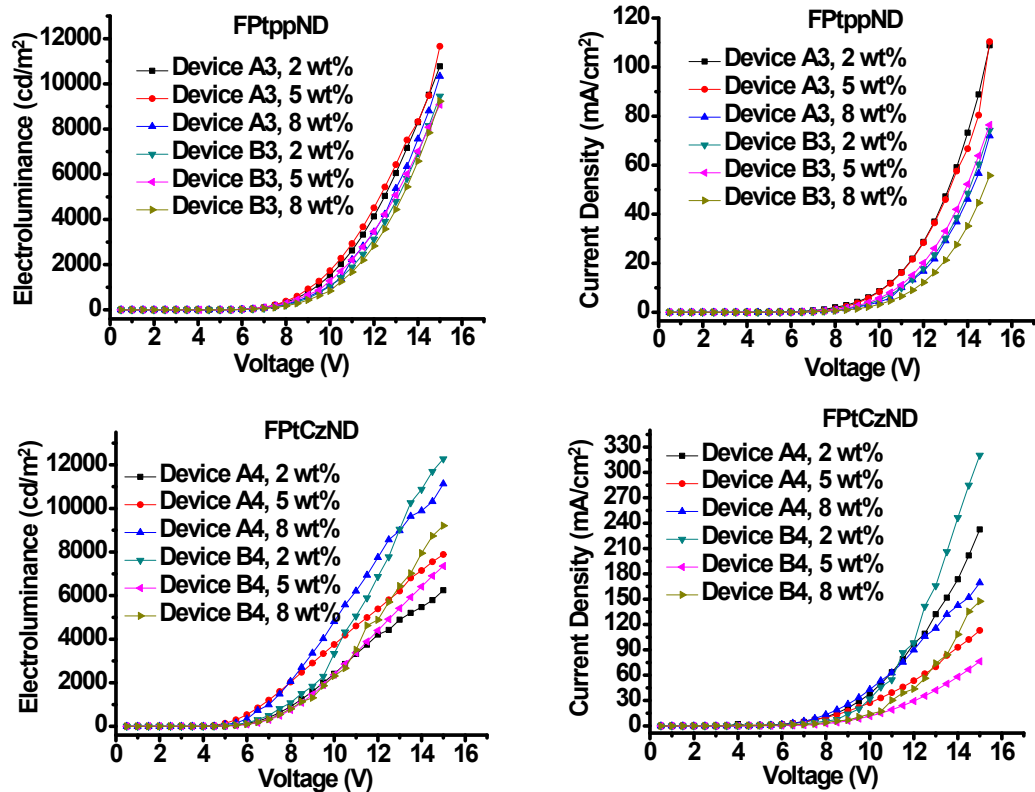 FPtppND
Electroluminance (cd/m²)
12000
10000
8000
6000
4000
2000
0
Device A3, 2 wt%
Device A3, 5 wt%
Device A3, 8 wt%
Device B3, 2 wt%
Device B3, 5 wt%
Device B3, 8 wt%
0 2 4 6 8 10 12 14 16
Voltage (V)
FPtppND
Current Density (mA/cm²)
120
100
80
60
40
20
0
Device A3, 2 wt%
Device A3, 5 wt%
Device A3, 8 wt%
Device B3, 2 wt%
Device B3, 5 wt%
Device B3, 8 wt%
0 2 4 6 8 10 12 14 16
Voltage (V)
FPtCzND
Electroluminance (cd/m²)
12000
10000
8000
6000
4000
2000
0
Device A4, 2 wt%
Device A4, 5 wt%
Device A4, 8 wt%
Device B4, 2 wt%
Device B4, 5 wt%
Device B4, 8 wt%
0 2 4 6 8 10 12 14 16
Voltage (V)
FPtCzND
Current Density (mA/cm²)
330
300
270
240
210
180
150
120
90
60
30
0
Device A4, 2 wt%
Device A4, 5 wt%
Device A4, 8 wt%
Device B4, 2 wt%
Device B4, 5 wt%
Device B4, 8 wt%
0 2 4 6 8 10 12 14 16
Voltage (V)